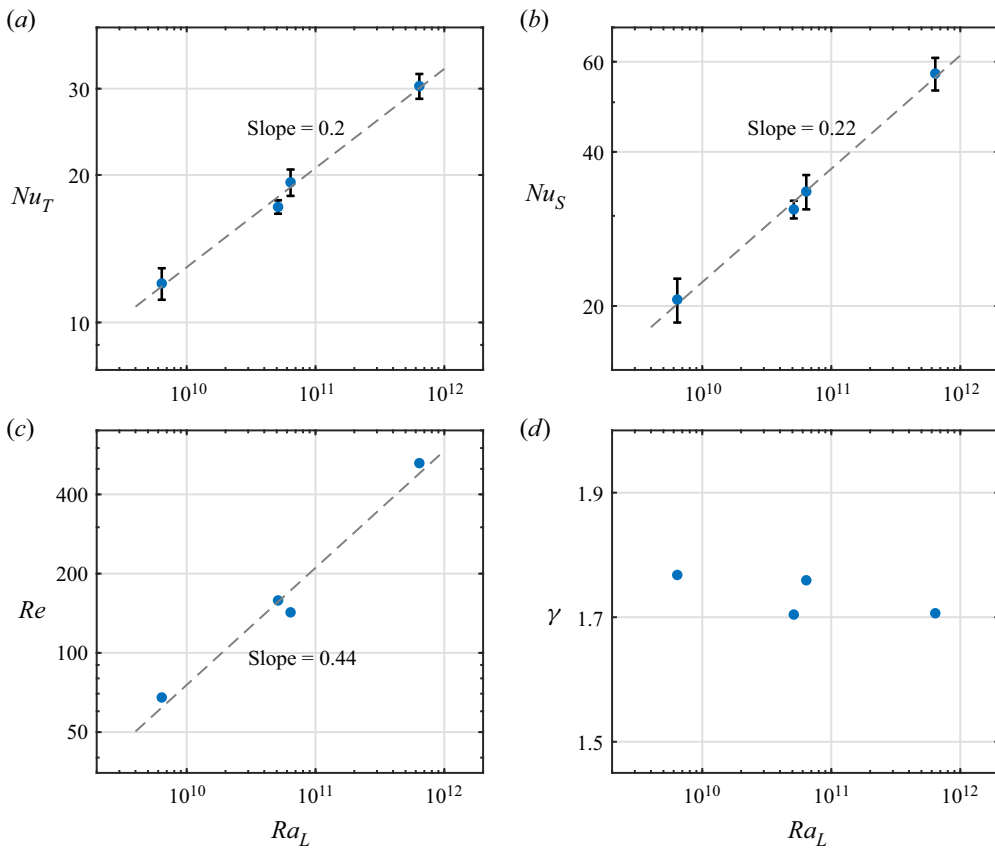 (a)
30
20
10
Nu_T
Slope = 0.2
10^10
10^11
10^12
(b)
60
40
20
Nu_S
Slope = 0.22
10^10
10^11
10^12
(c)
400
200
100
50
Re
Slope = 0.44
10^10
10^11
10^12
Ra_L
(d)
1.9
1.7
1.5
γ
10^10
10^11
10^12
Ra_L